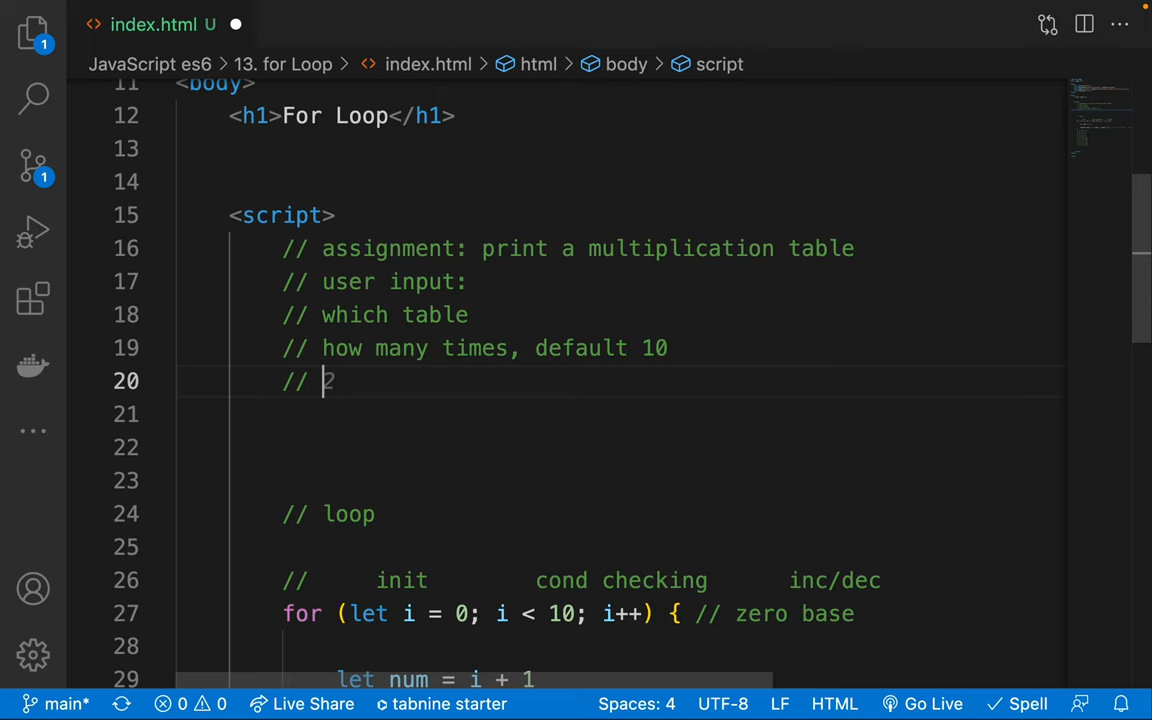 1
1
index.html U
JavaScript es6 > 13. for Loop > index.html > html > body > script
11 <body>
12 <h1>For Loop</h1>
13
14
15 <script>
16 // assignment: print a multiplication table
17 // user input:
18 // which table
19 // how many times, default 10
20 // 2
21
22
23
24 // loop
25
26 // init cond checking inc/dec
27 for (let i = 0; i < 10; i++) { // zero base
28
29 let num = i + 1
main* 0 0 Live Share tabnine starter Spaces: 4 UTF-8 LF HTML Go Live Spell